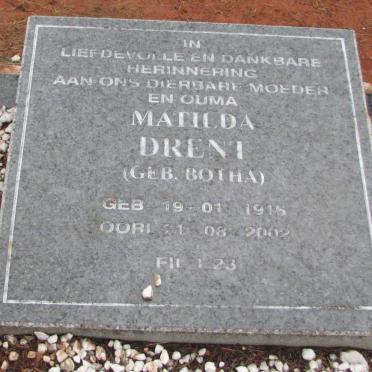 IN
LIEFDEVOLLE EN DANKBARE
HERINNERING
AAN ONS DIERBARE MOEDER
EN OUMA
MATILDA
DRENT
(GEB. BOTHA)
GEB 19-01 1918
OORL 21 08 2002
FIL 1.23